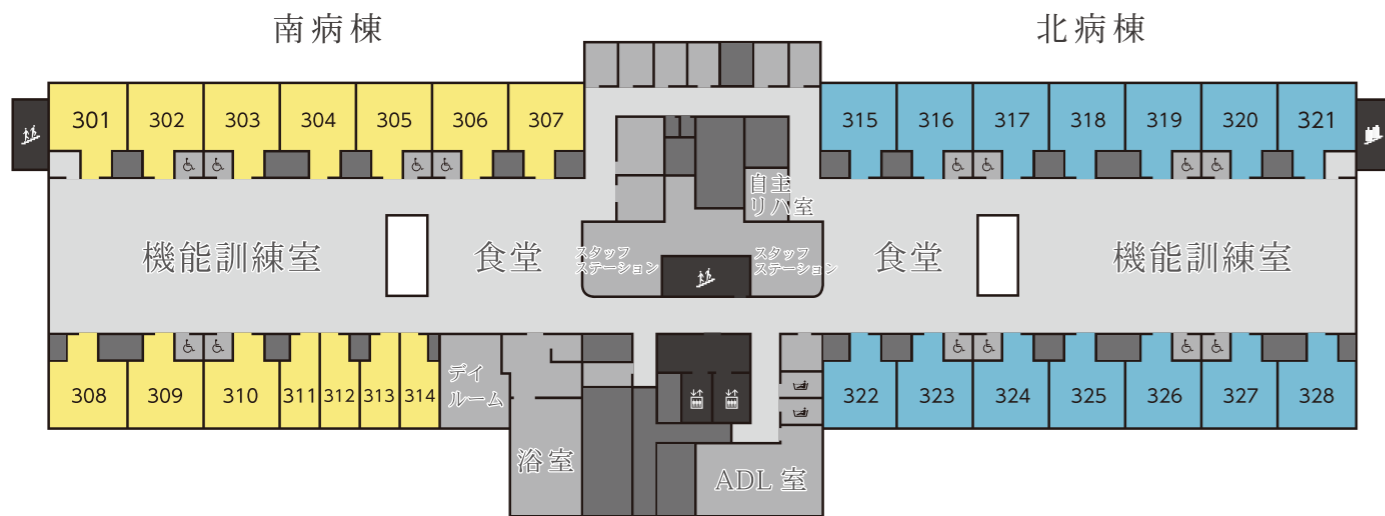 南病棟
北病棟
301
302
303
304
305
306
307
315
316
317
318
319
320
321
自主
リハ室
機能訓練室
食堂
スタッフ
ステーション
スタッフ
ステーション
食堂
機能訓練室
308
309
310
311
312
313
314
デイ
ルーム
322
323
324
325
326
327
328
浴室
ADL 室